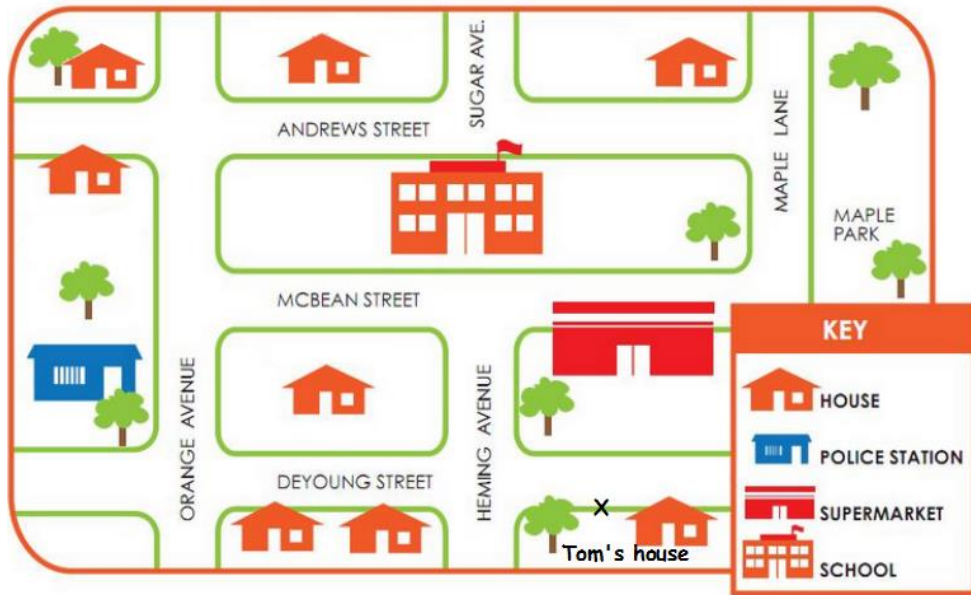 SUGAR AVE.
ANDREWS STREET
MAPLE LANE
MAPLE
PARK
MCBEAN STREET
ORANGE AVENUE
HEMING AVENUE
DEYOUNG STREET
X
Tom's house
KEY
HOUSE
POLICE STATION
SUPERMARKET
SCHOOL